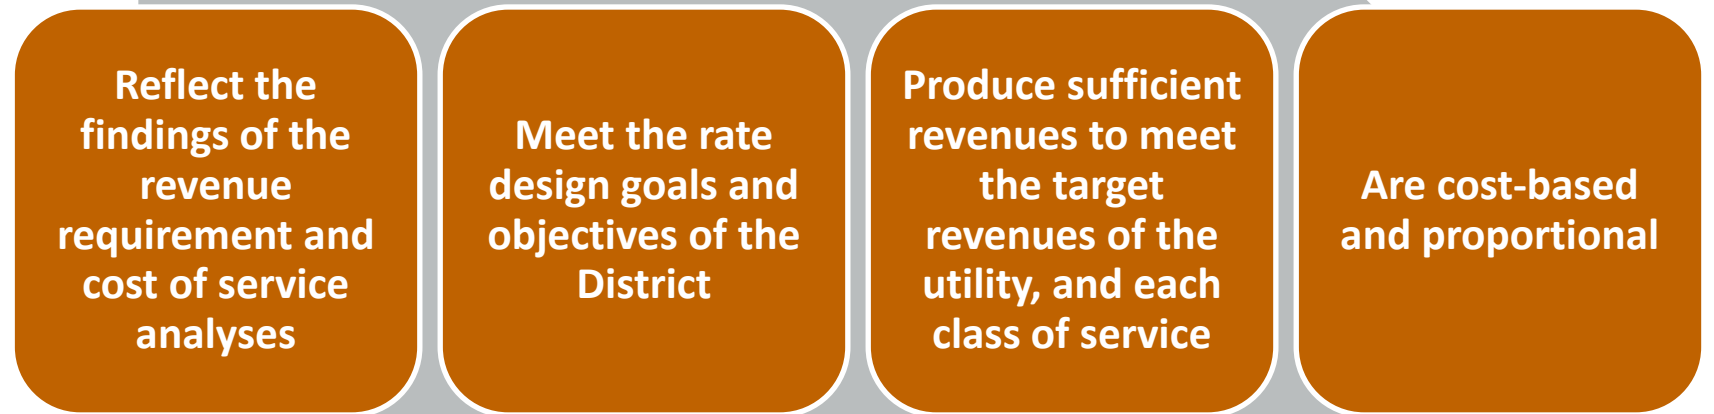 Reflect the
findings of the
revenue
requirement and
cost of service
analyses
Meet the rate
design goals and
objectives of the
District
Produce sufficient
revenues to meet
the target
revenues of the
utility, and each
class of service
Are cost-based
and proportional